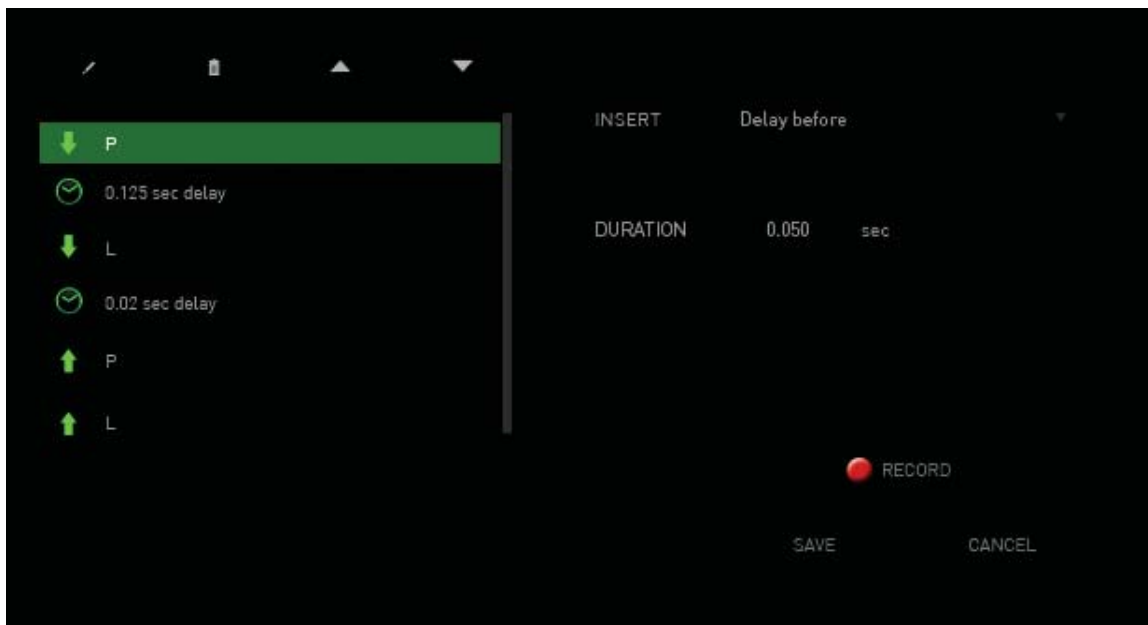 P
0.125 sec delay
L
0.02 sec delay
P
L
INSERT Delay before
DURATION 0.050 sec
RECORD
SAVE CANCEL